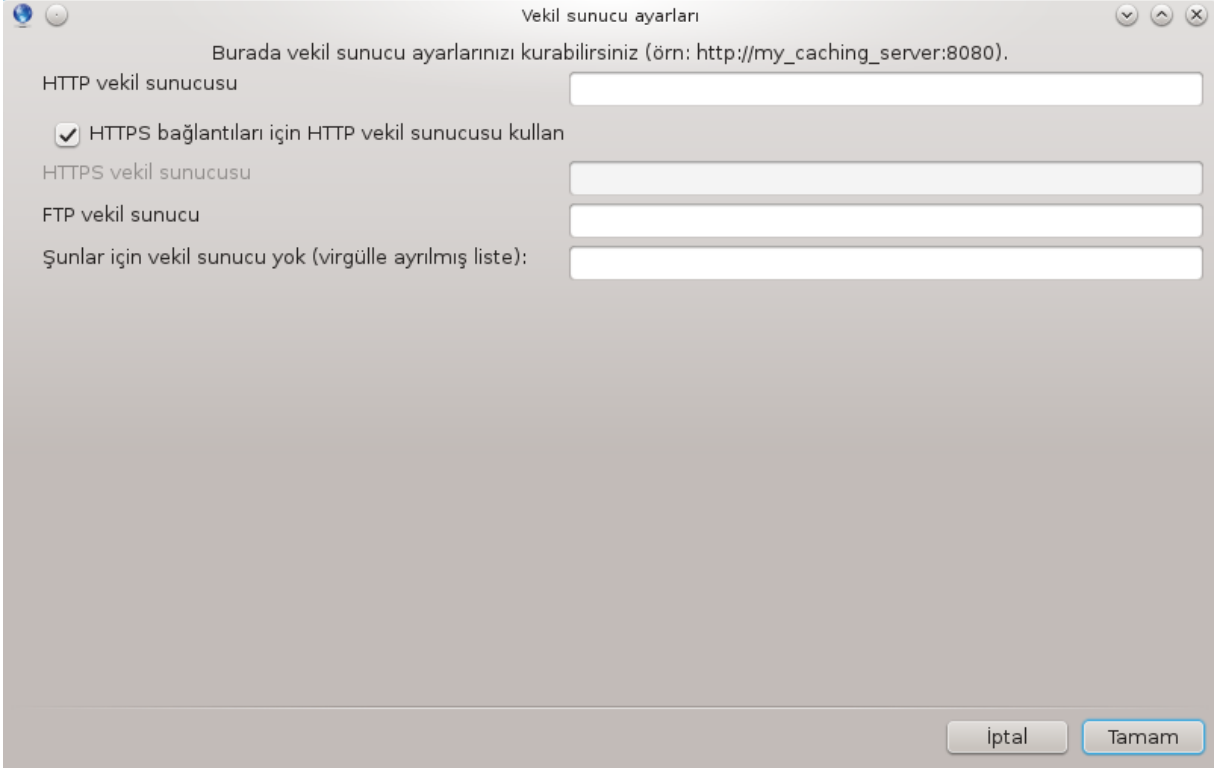 Vekil sunucu ayarları
Burada vekil sunucu ayarlarınızı kurabilirsiniz (örn: http://my_caching_server:8080).
HTTP vekil sunucusu
HTTPS bağlantıları için HTTP vekil sunucusu kullan
HTTPS vekil sunucusu
FTP vekil sunucu
Şunlar için vekil sunucu yok (virgülle ayrılmış liste):
İptal Tamam